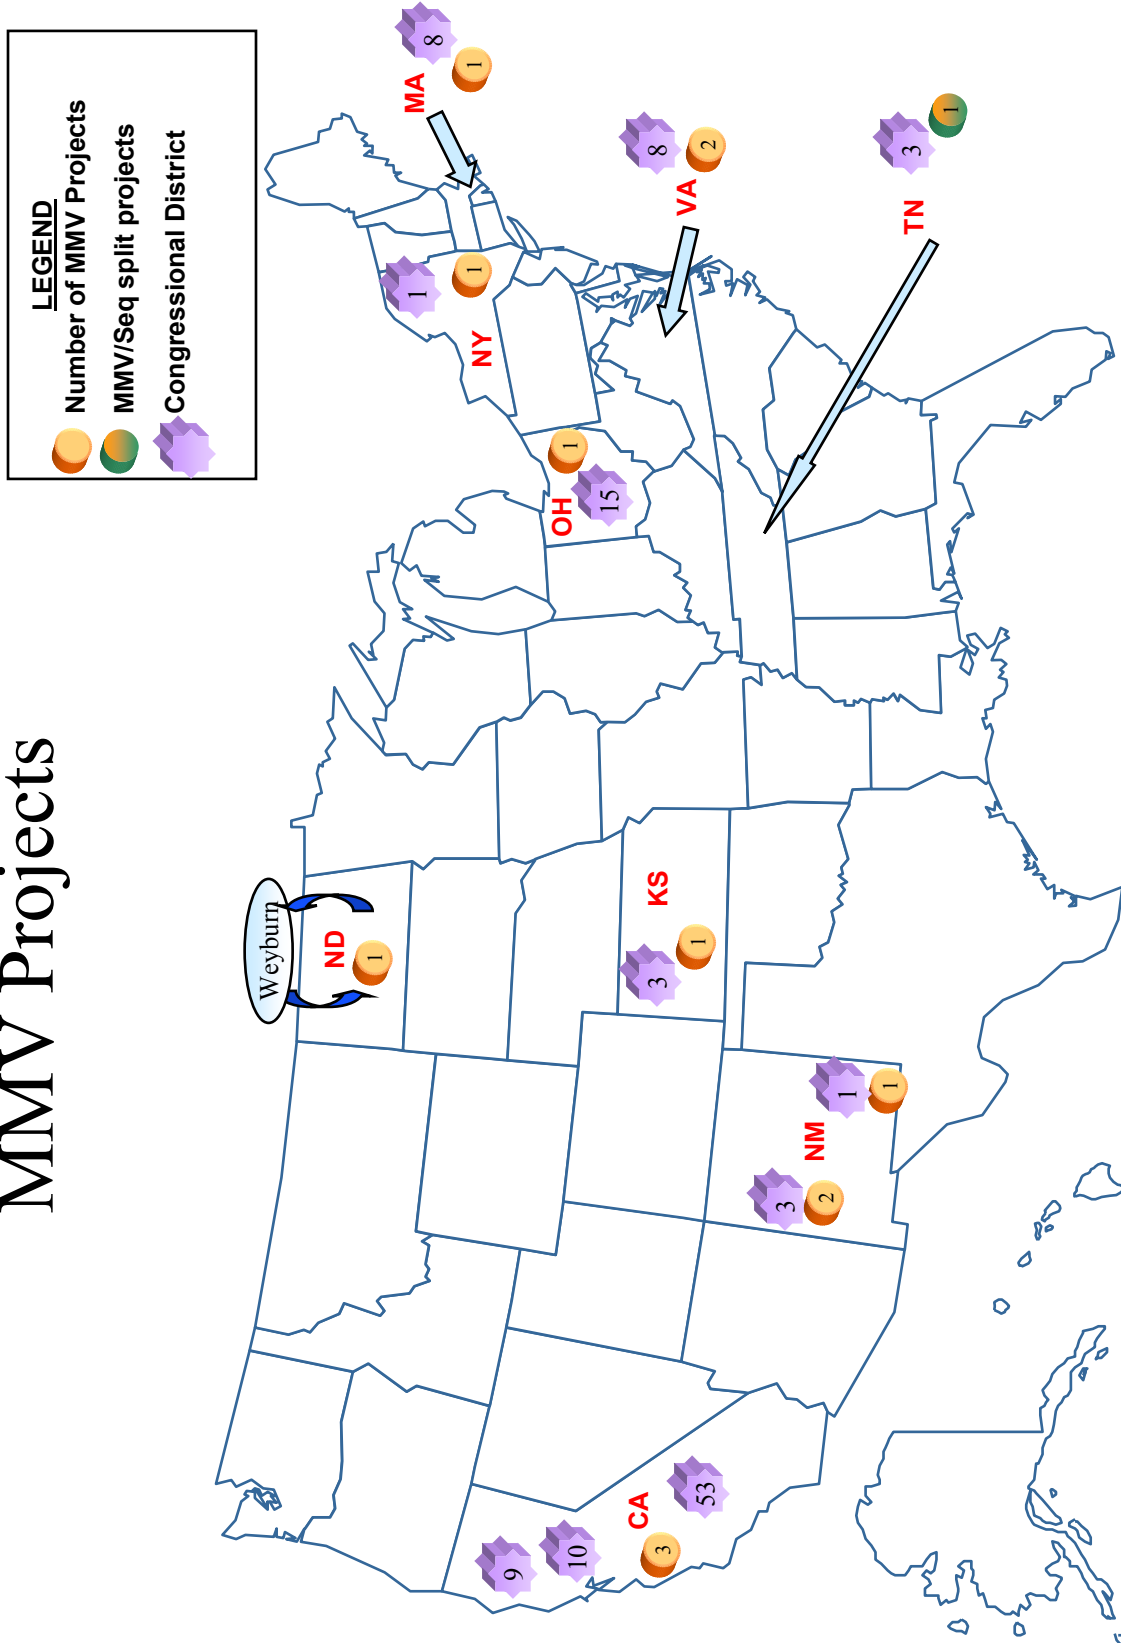 MMV Projects
LEGEND
Number of MMV Projects
MMV/Seq split projects
Congressional District
Weyburn
ND
1
NY
1
1
MA
8
1
OH
15
1
VA
8
2
TN
3
1
KS
3
1
NM
3
2
1
1
CA
9
10
3
53